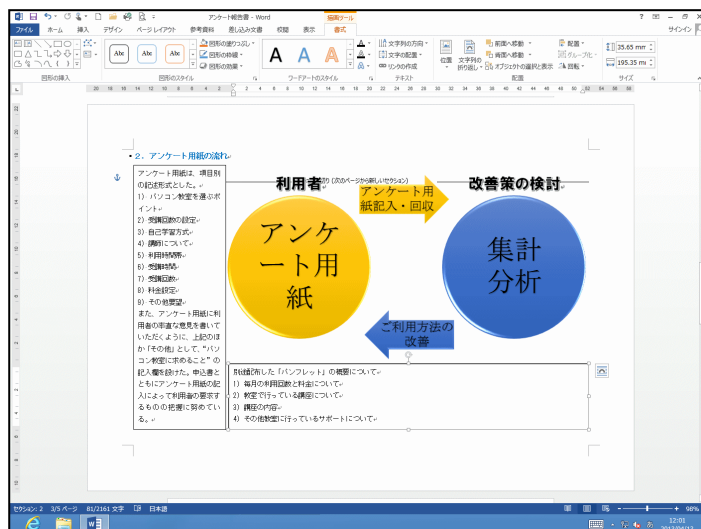 アンケート報告書 - Word
描画ツール
サインイン
ファイル ホーム 挿入 デザイン ページ レイアウト 参考資料 差し込み文書 校閲 表示 書式
Abc Abc Abc
図形の塗りつぶし
図形の枠線
図形の効果
A A A
文字列の方向
文字の配置
リンクの作成
位置
文字列の
折り返し
前面へ移動
背面へ移動
オブジェクトの選択と表示
配置
グループ化
回転
35.65 mm
195.35 mm
図形の挿入 図形のスタイル ワードアートのスタイル テキスト 配置 サイズ
2. アンケート用紙の流れ
アンケート用紙は、項目別
の記述形式とした。
1) パソコン教室を選ぶポ
イント
2) 受講回数の設定
3) 自己学習方式
4) 講師について
5) 利用時間帯
6) 受講時間
7) 受講回数
8) 料金設定
9) その他要望
また、アンケート用紙に利
用者の率直な意見を書いて
いただくように、上記のほ
か「その他」として、"パソ
コン教室に求めること"の
記入欄を設けた。申込書と
ともにアンケート用紙の記
入によって利用者の要求す
るものの把握に努めてい
る。
(次のページから新しいセクション)
利用者
アンケート用
紙記入・回収
改善策の検討
アンケ
ート用
紙
集計
分析
ご利用方法の
改善
別途配布した「パンフレット」の概要について
1) 毎月の利用回数と料金について
2) 教室で行っている講座について
3) 講座の内容
4) その他教室に行っているサポートについて
セクション: 2 3/5 ページ 81/2161 文字 日本語
98%
12:01